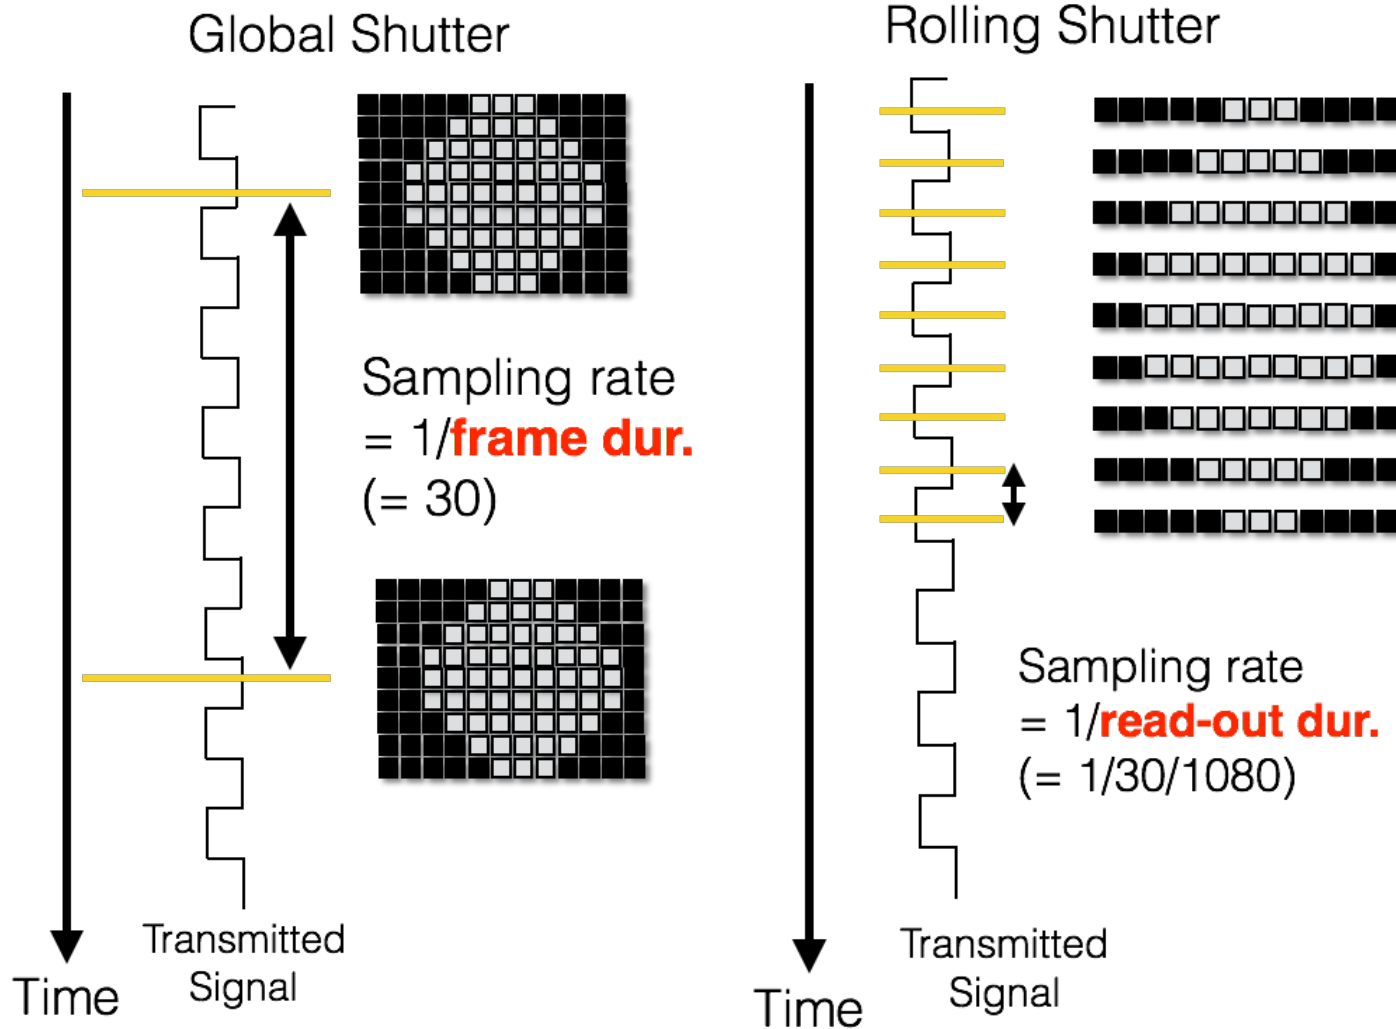 Global Shutter
Sampling rate
= 1/frame dur.
(= 30)
Transmitted
Signal
Time
Rolling Shutter
Sampling rate
= 1/read-out dur.
(= 1/30/1080)
Transmitted
Signal
Time